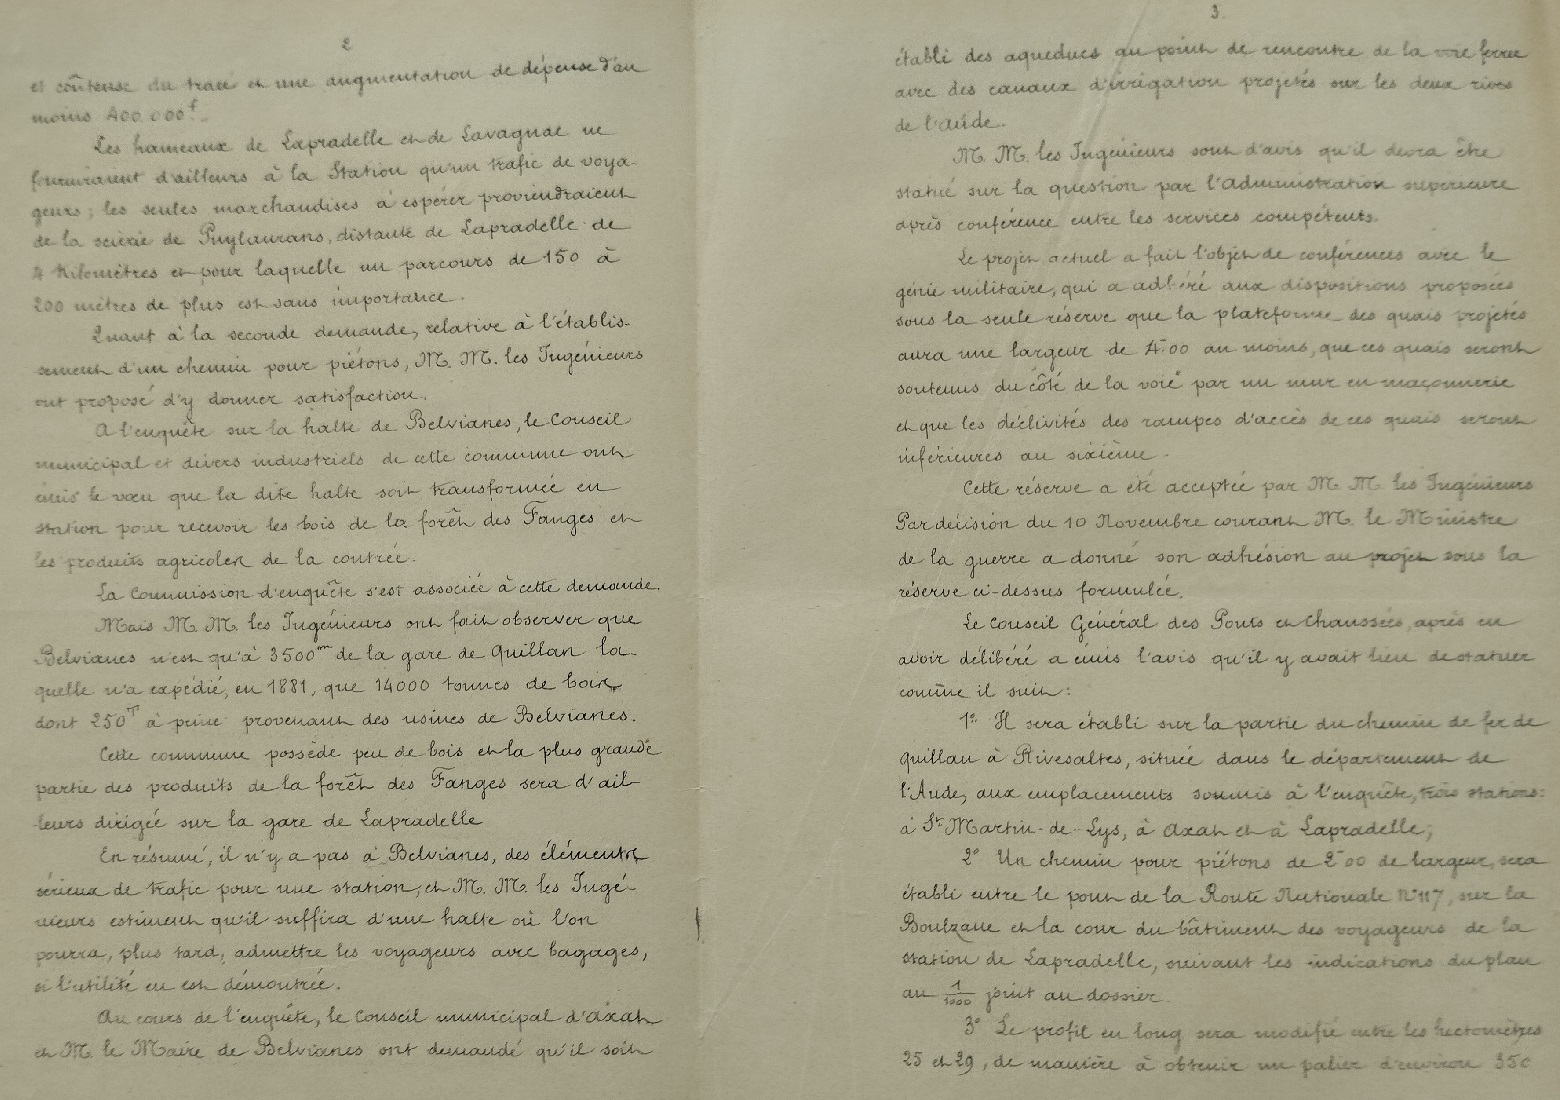 2
et coûteuse du tracé et une augmentation de dépense d'au
moins 400.000f.
Les hameaux de Lapradelle et de Lavagnac ne
fourniraient d'ailleurs à la Station qu'un trafic de voya-
geurs; les seules marchandises à espérer proviendraient
de la scierie de Puylaurans, distante de Lapradelle de
4 Kilomètres et pour laquelle un parcours de 150 à
200 mètres de plus est sans importance.
Quant à la seconde demande, relative à l'établis-
sement d'un chemin pour piétons, M. M. les Ingénieurs
ont proposé d'y donner satisfaction.
A l'enquête sur la halte de Belvianes, le Conseil
municipal et divers industriels de cette commune ont
émis le vœu que la dite halte soit transformée en
station pour recevoir les bois de la forêt des Fanges et
les produits agricoles de la contrée.
La Commission d'enquête s'est associée à cette demande.
Mais M. M. les Ingénieurs ont fait observer que
Belvianes n'est qu'à 3500m de la gare de Quillan la-
quelle n'a expédié, en 1881, que 14000 tonnes de bois,
dont 250T à peine provenant des usines de Belvianes.
Cette commune possède peu de bois et la plus grande
partie des produits de la forêt des Fanges sera d'ail-
leurs dirigée sur la gare de Lapradelle
En résumé, il n'y a pas à Belvianes, des éléments
sérieux de trafic pour une station, et M. M. les Ingé-
nieurs estiment qu'il suffira d'une halte où l'on
pourra, plus tard, admettre les voyageurs avec bagages,
si l'utilité en est démontrée.
Au cours de l'enquête, le Conseil municipal d'Axat
et M. le Maire de Belvianes ont demandé qu'il soit
3
établi des aqueducs au point de rencontre de la voie ferrée
avec des canaux d'irrigation projetés sur les deux rives
de l'Aude.
M. M. les Ingénieurs sont d'avis qu'il devra être
statué sur la question par l'Administration supérieure
après conférence entre les services compétents.
Le projet actuel a fait l'objet de conférences avec le
génie militaire, qui a adhéré aux dispositions proposées
sous la seule réserve que la plateforme des quais projetés
aura une largeur de 4m00 au moins, que ces quais seront
soutenus du côté de la voie par un mur en maçonnerie
et que les déclivités des rampes d'accès de ces quais seront
inférieures au sixième.
Cette réserve a été acceptée par M. M. les Ingénieurs
Par décision du 10 Novembre courant M. le Ministre
de la guerre a donné son adhésion au projet sous la
réserve ci-dessus formulée.
Le Conseil Général des Ponts et Chaussées, après en
avoir délibéré a émis l'avis qu'il y avait lieu de statuer
comme il suit:
1° Il sera établi sur la partie du chemin de fer de
Quillan à Rivesaltes, située dans le département de
l'Aude, aux emplacements soumis à l'enquête, trois stations:
à St Martin-de-Lys, à Axat et à Lapradelle;
2° Un chemin pour piétons de 2m00 de largeur, sera
établi entre le pont de la Route Nationale N°117, sur la
Boulzane et la cour du bâtiment des voyageurs de la
station de Lapradelle, suivant les indications du plan
au 1/1000 joint au dossier.
3° Le profil en long sera modifié entre les hectomètres
25 et 29, de manière à obtenir un palier d'environ 350